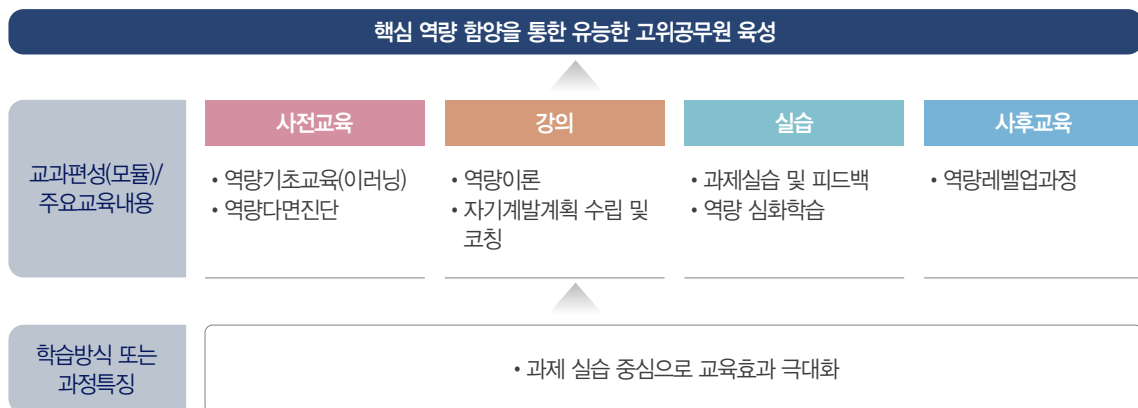 핵심 역량 함양을 통한 유능한 고위공무원 육성
교과편성(모듈)/
주요교육내용
사전교육
• 역량기초교육(이러닝)
• 역량다면진단
강의
• 역량이론
• 자기계발계획 수립 및
코칭
실습
• 과제실습 및 피드백
• 역량 심화학습
사후교육
• 역량레벨업과정
학습방식 또는
과정특징
• 과제 실습 중심으로 교육효과 극대화